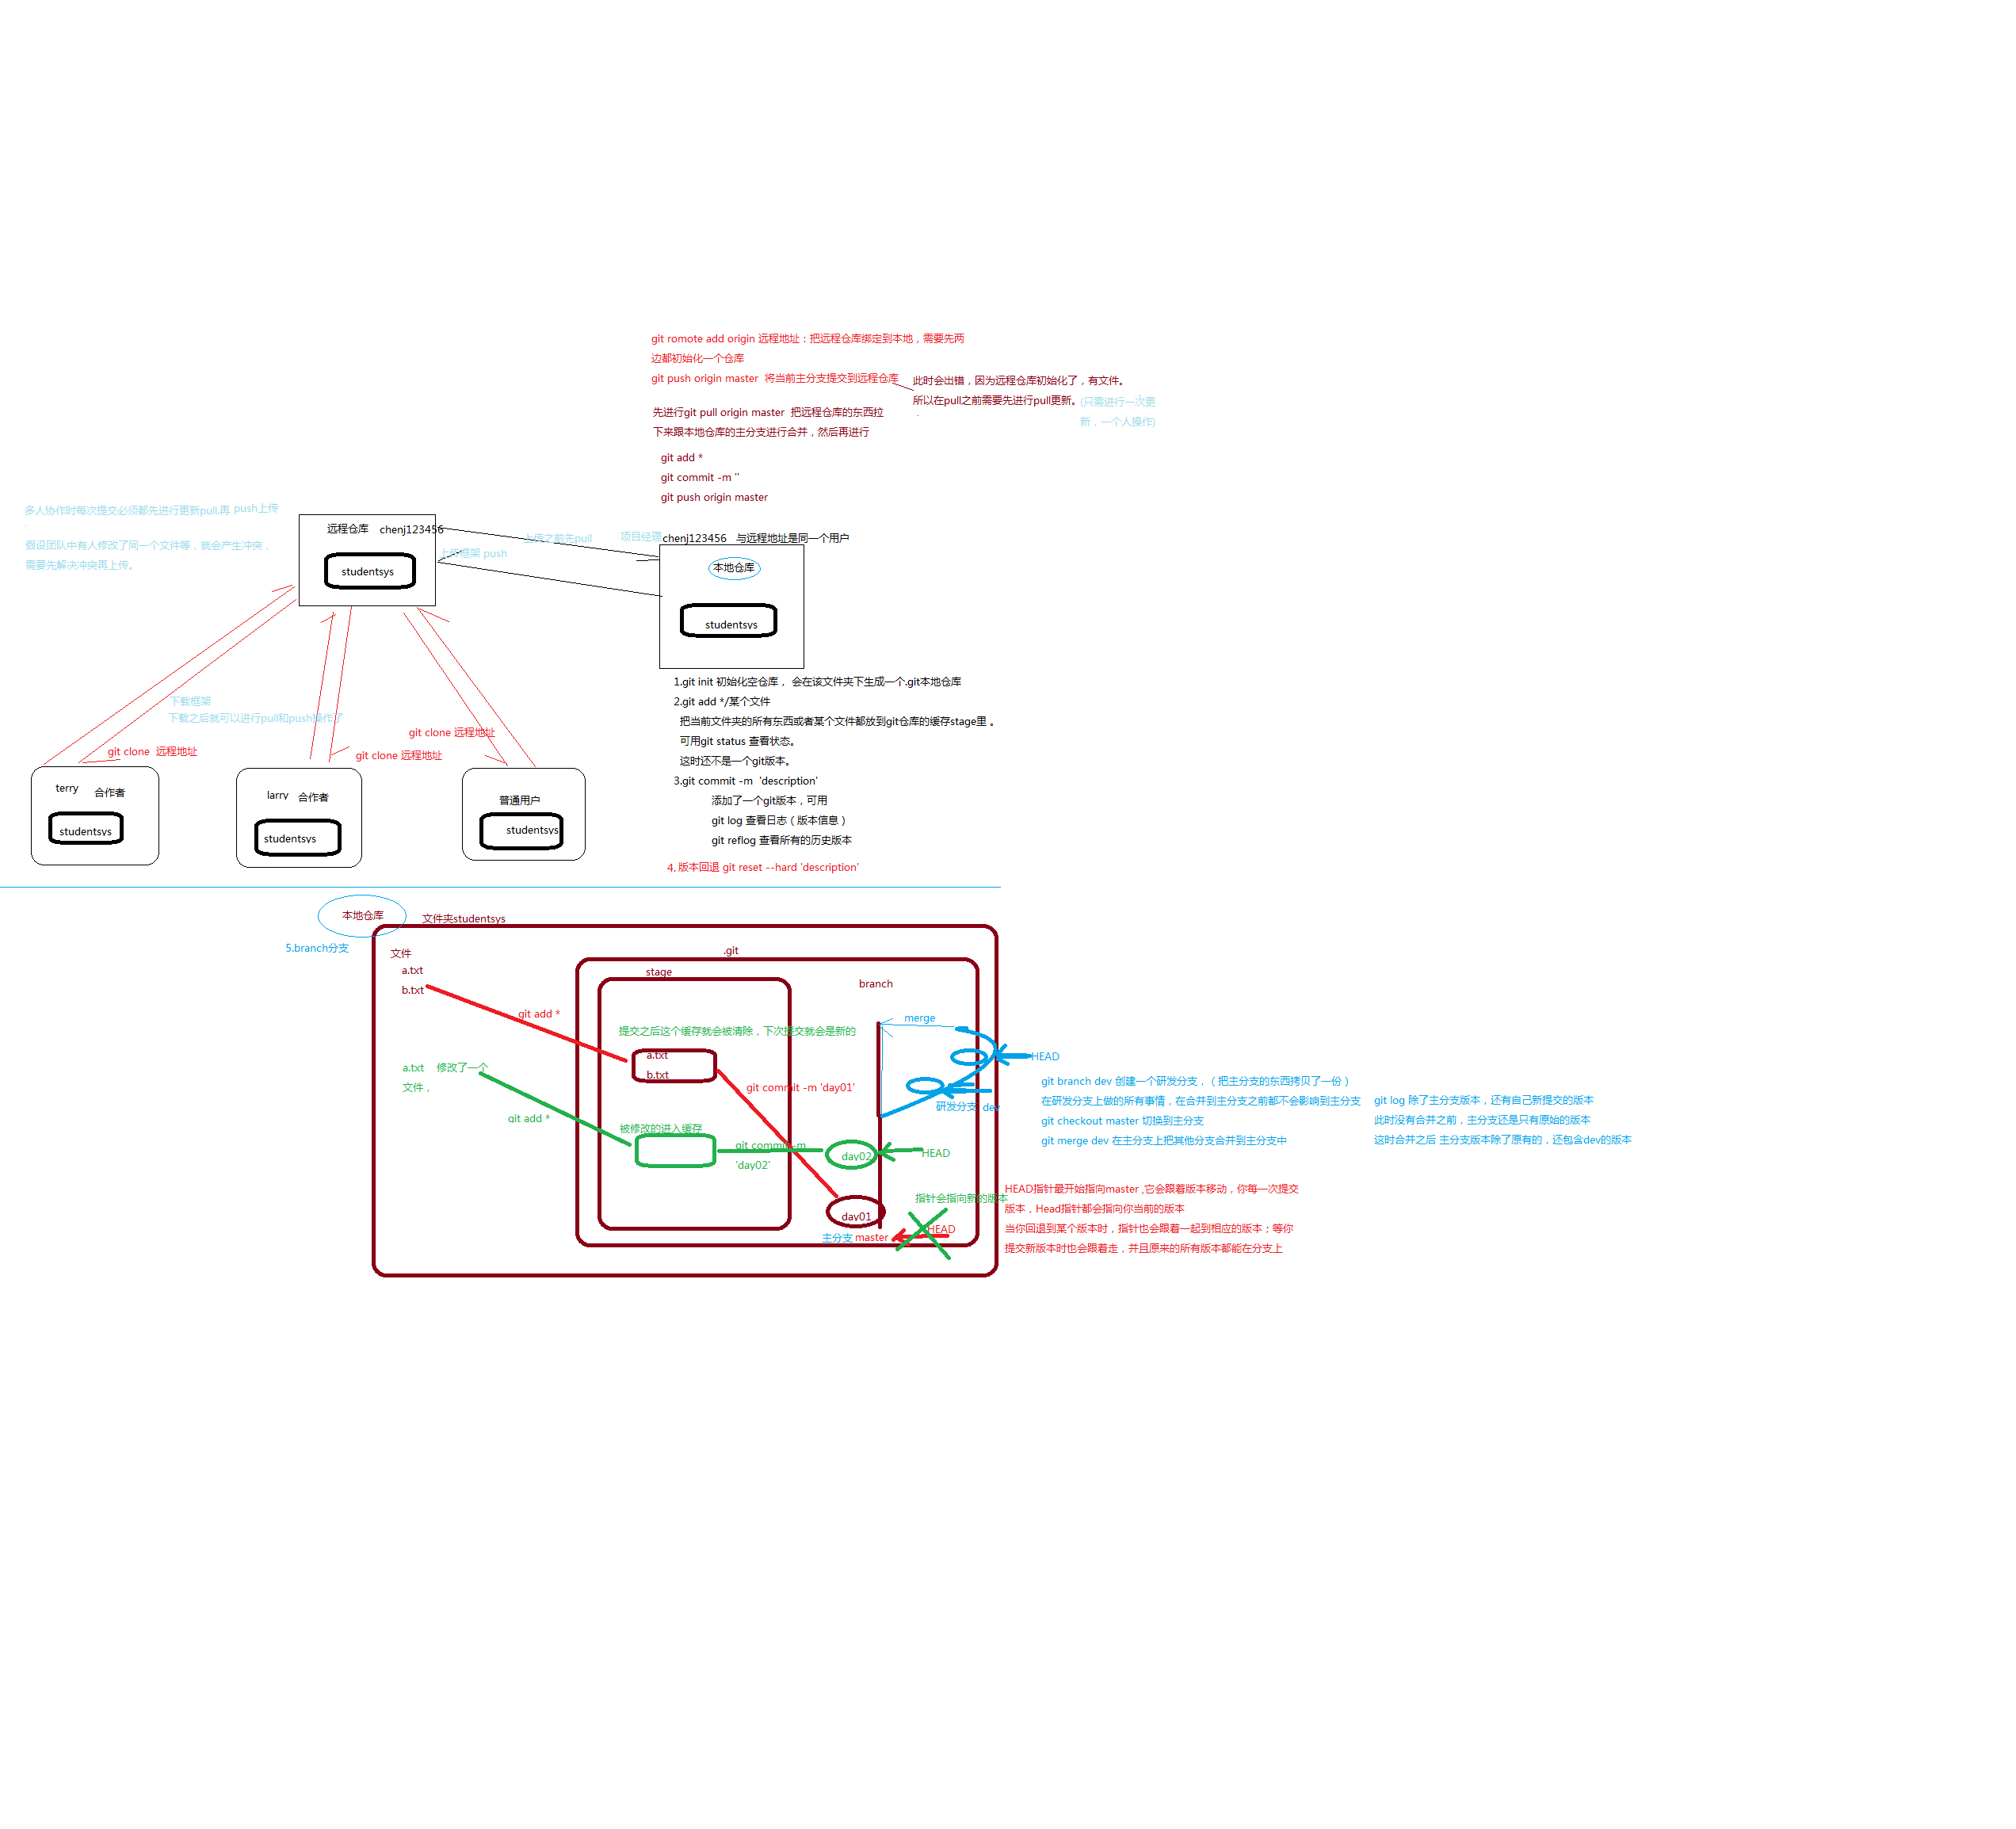 git romote add origin 远程地址：把远程仓库绑定到本地，需要先两
边都初始化一个仓库
git push origin master  将当前主分支提交到远程仓库
此时会出错，因为远程仓库初始化了，有文件。
所以在pull之前需要先进行pull更新。
(只需进行一次更
新，一个人操作)
先进行git pull origin master  把远程仓库的东西拉
下来跟本地仓库的主分支进行合并，然后再进行
git add *
git commit -m ''
git push origin master
多人协作时每次提交必须都先进行更新pull,再 push上传
假设团队中有人修改了同一个文件等，就会产生冲突，
需要先解决冲突再上传。
远程仓库   chenj123456
studentsys
上传之前先pull
上传框架 push
项目经理
chenj123456   与远程地址是同一个用户
本地仓库
studentsys
下载框架
下载之后就可以进行pull和push操作了
git clone  远程地址
git clone 远程地址
git clone 远程地址
terry    合作者
studentsys
larry   合作者
studentsys
普通用户
studentsys
1.git init 初始化空仓库， 会在该文件夹下生成一个.git本地仓库
2.git add */某个文件
把当前文件夹的所有东西或者某个文件都放到git仓库的缓存stage里 。
可用git status 查看状态。
这时还不是一个git版本。
3.git commit -m  'description'
添加了一个git版本，可用
git log 查看日志（版本信息）
git reflog 查看所有的历史版本
4. 版本回退 git reset --hard 'description'
本地仓库
文件夹studentsys
5.branch分支
文件
a.txt
b.txt
.git
stage
branch
git add *
提交之后这个缓存就会被清除，下次提交就会是新的
a.txt
b.txt
merge
HEAD
a.txt    修改了一个
文件，
git add *
git commit -m 'day01'
研发分支  dev
被修改的进入缓存
git commit -m
'day02'
day02
HEAD
指针会指向新的版本
day01
HEAD
主分支 master
git branch dev 创建一个研发分支，（把主分支的东西拷贝了一份）
在研发分支上做的所有事情，在合并到主分支之前都不会影响到主分支
git checkout master 切换到主分支
git merge dev 在主分支上把其他分支合并到主分支中
git log 除了主分支版本，还有自己新提交的版本
此时没有合并之前，主分支还是只有原始的版本
这时合并之后 主分支版本除了原有的，还包含dev的版本
HEAD指针最开始指向master ,它会跟着版本移动，你每一次提交
版本，Head指针都会指向你当前的版本
当你回退到某个版本时，指针也会跟着一起到相应的版本；等你
提交新版本时也会跟着走，并且原来的所有版本都能在分支上